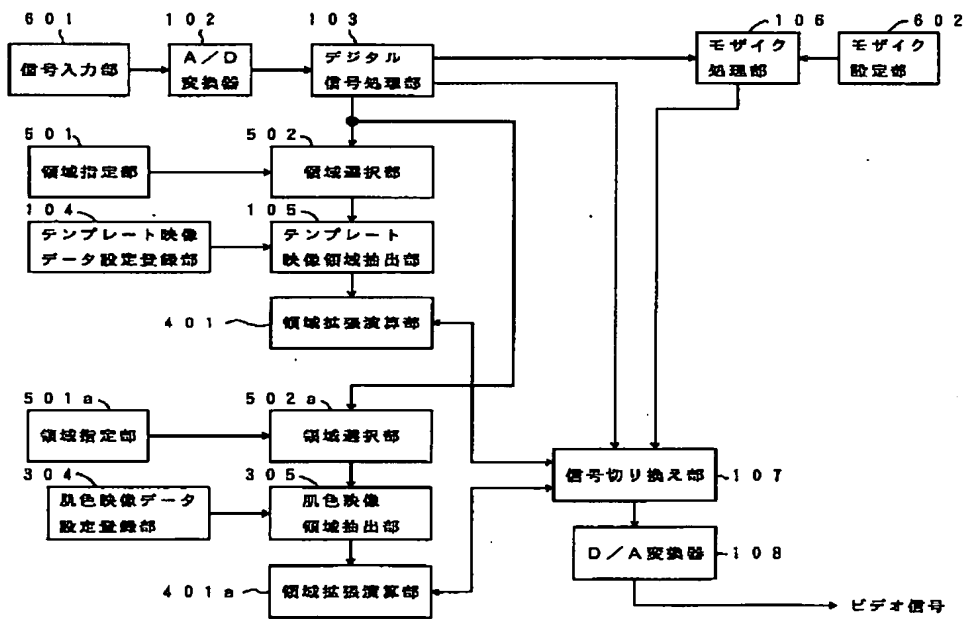 601
102
103
106
602
信号入力部
A/D
変換器
デジタル
信号処理部
モザイク
処理部
モザイク
設定部
501
502
領域指定部
領域選択部
104
105
テンプレート映像
データ設定登録部
テンプレート
映像領域抽出部
401
領域拡張演算部
501a
502a
領域指定部
領域選択部
304
305
肌色映像データ
設定登録部
肌色映像
領域抽出部
信号切り換え部
107
D/A変換器
108
401a
領域拡張演算部
ビデオ信号